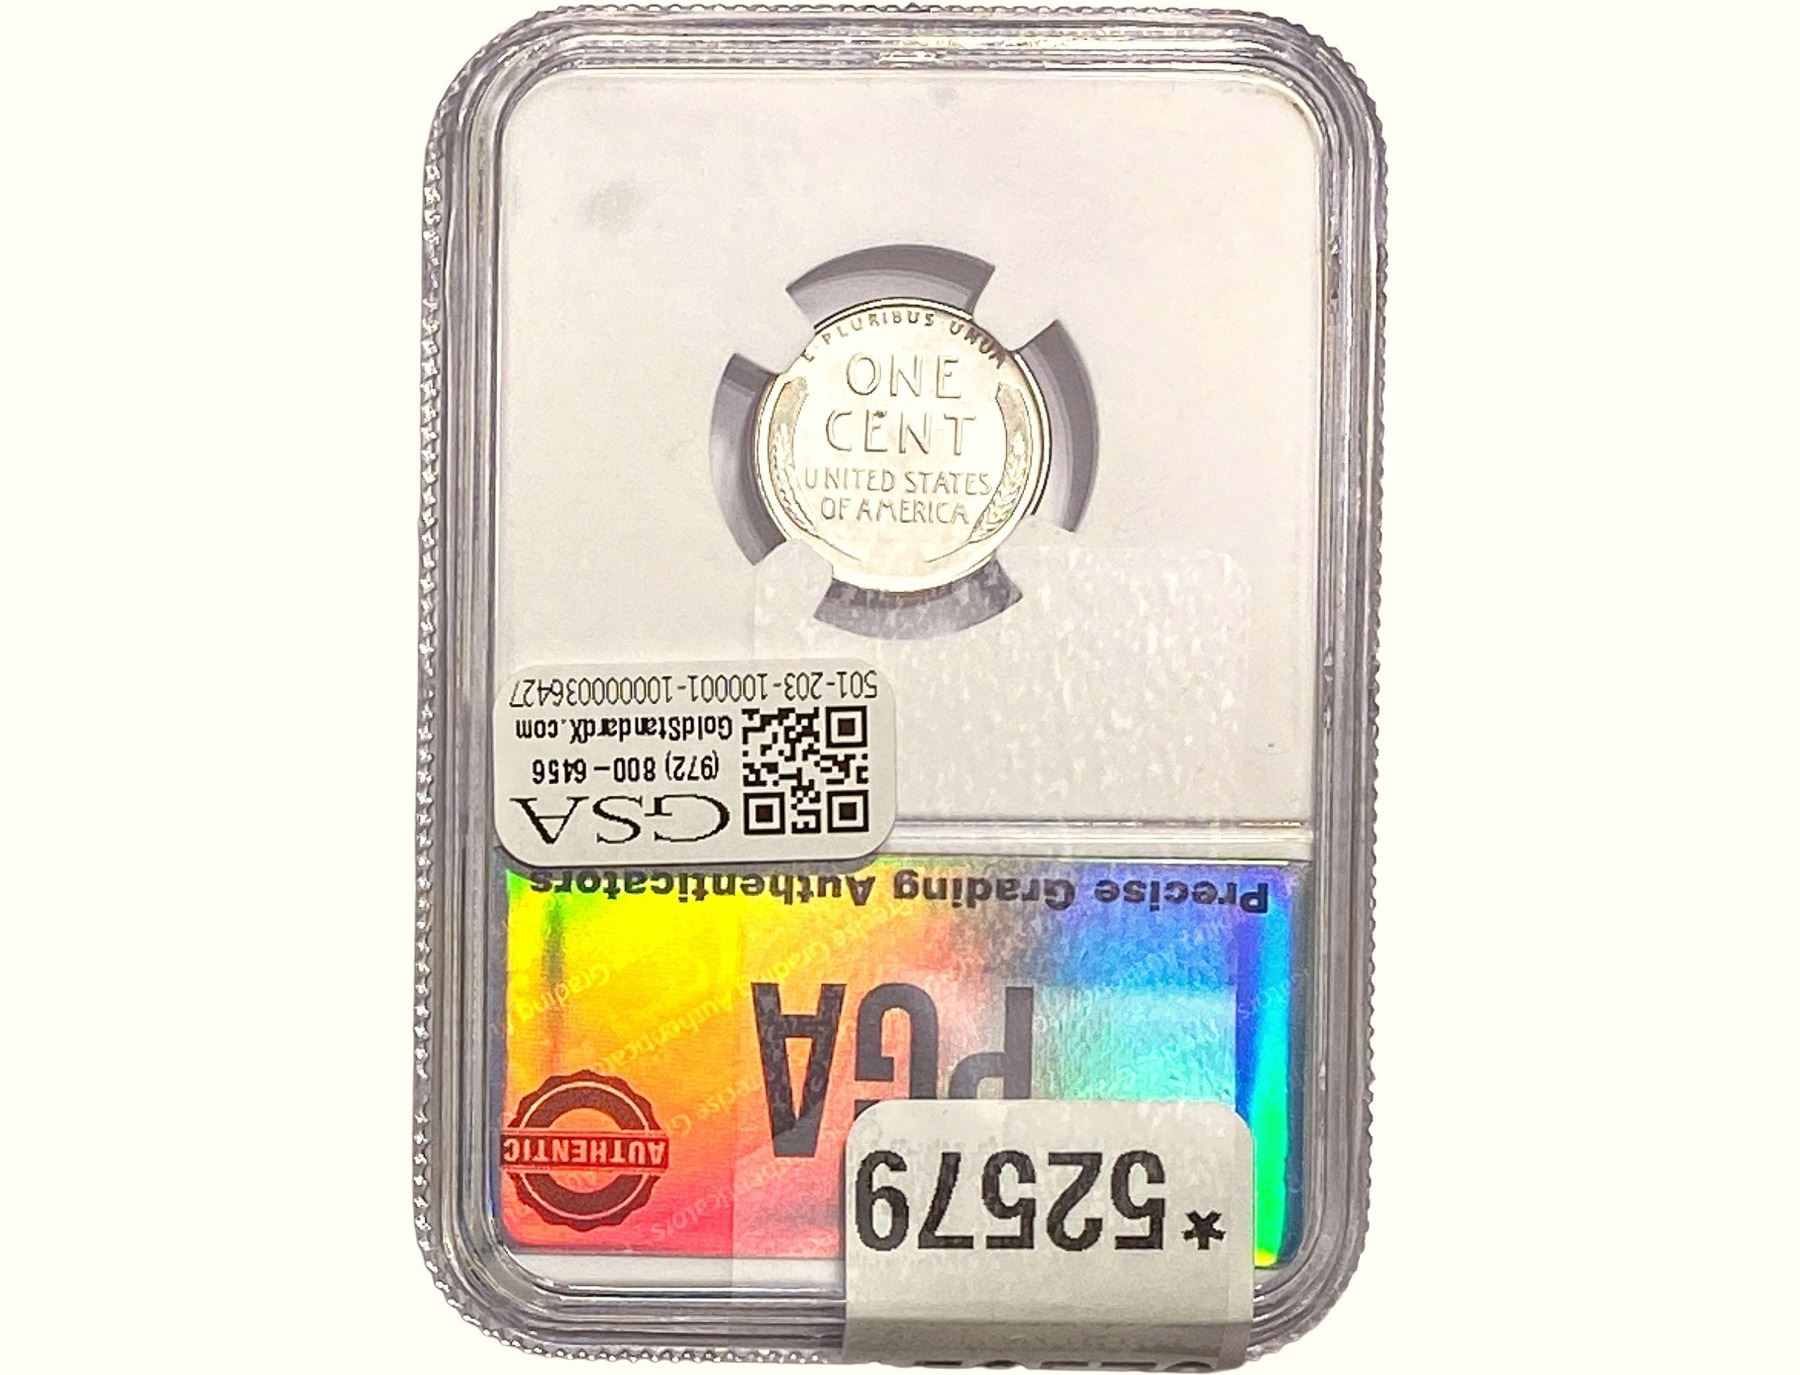 E PLURIBUS UNUM
ONE
CENT
UNITED STATES
OF AMERICA
*52579
AUTHENTIC
PGA
Precise Grading Authenticators
GSA
(972) 800-6456
GoldStandardX.com
501-203-100001-10000036427